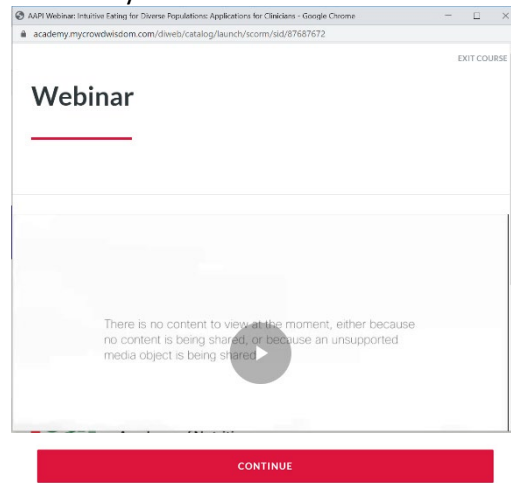 AAPI Webinar: Intuitive Eating for Diverse Populations: Applications for Clinicians - Google Chrome
academy.mycrowdwisdom.com/diweb/catalog/launch/scorm/sid/87687672
EXIT COURSE
Webinar
There is no content to view at the moment, either because
no content is being shared, or because an unsupported
media object is being shared
CONTINUE